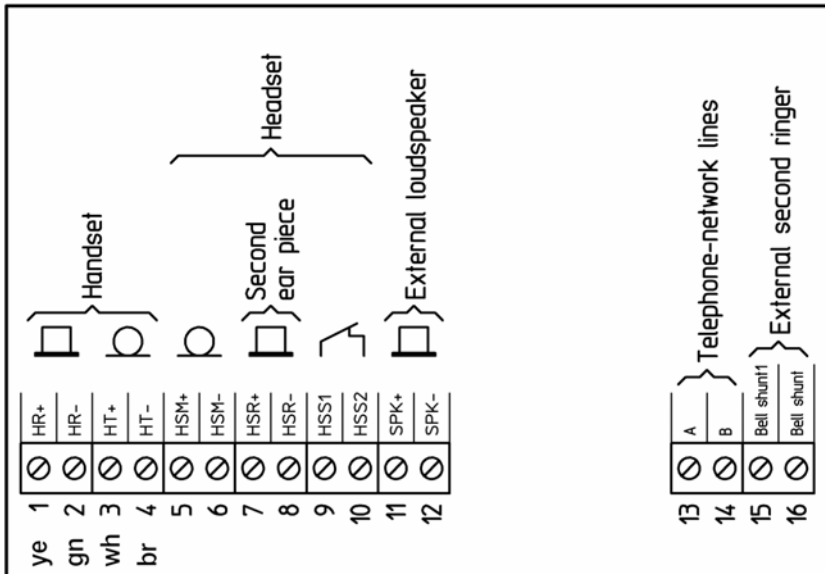 Headset
Handset
Second
ear piece
External loudspeaker
Telephone-network lines
External second ringer
HR+
HR-
HT+
HT-
HSM+
HSM-
HSR+
HSR-
HSS1
HSS2
SPK+
SPK-
A
B
Bell shunt1
Bell shunt
1
2
3
4
5
6
7
8
9
10
11
12
13
14
15
16
ye
gn
wh
br